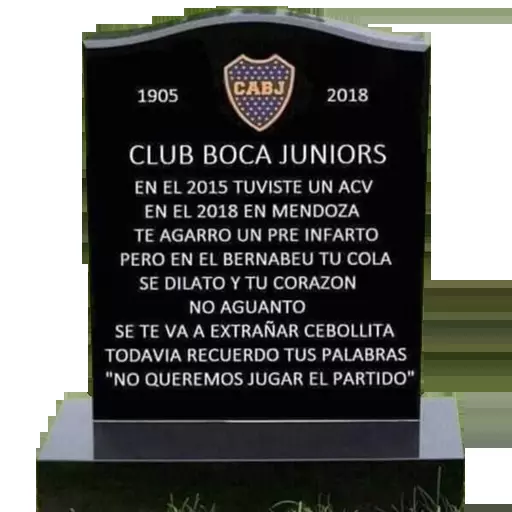 1905 CABJ 2018
CLUB BOCA JUNIORS
EN EL 2015 TUVISTE UN ACV
EN EL 2018 EN MENDOZA
TE AGARRO UN PRE INFARTO
PERO EN EL BERNABEU TU COLA
SE DILATO Y TU CORAZON
NO AGUANTO
SE TE VA A EXTRAÑAR CEBOLLITA
TODAVIA RECUERDO TUS PALABRAS
"NO QUEREMOS JUGAR EL PARTIDO"